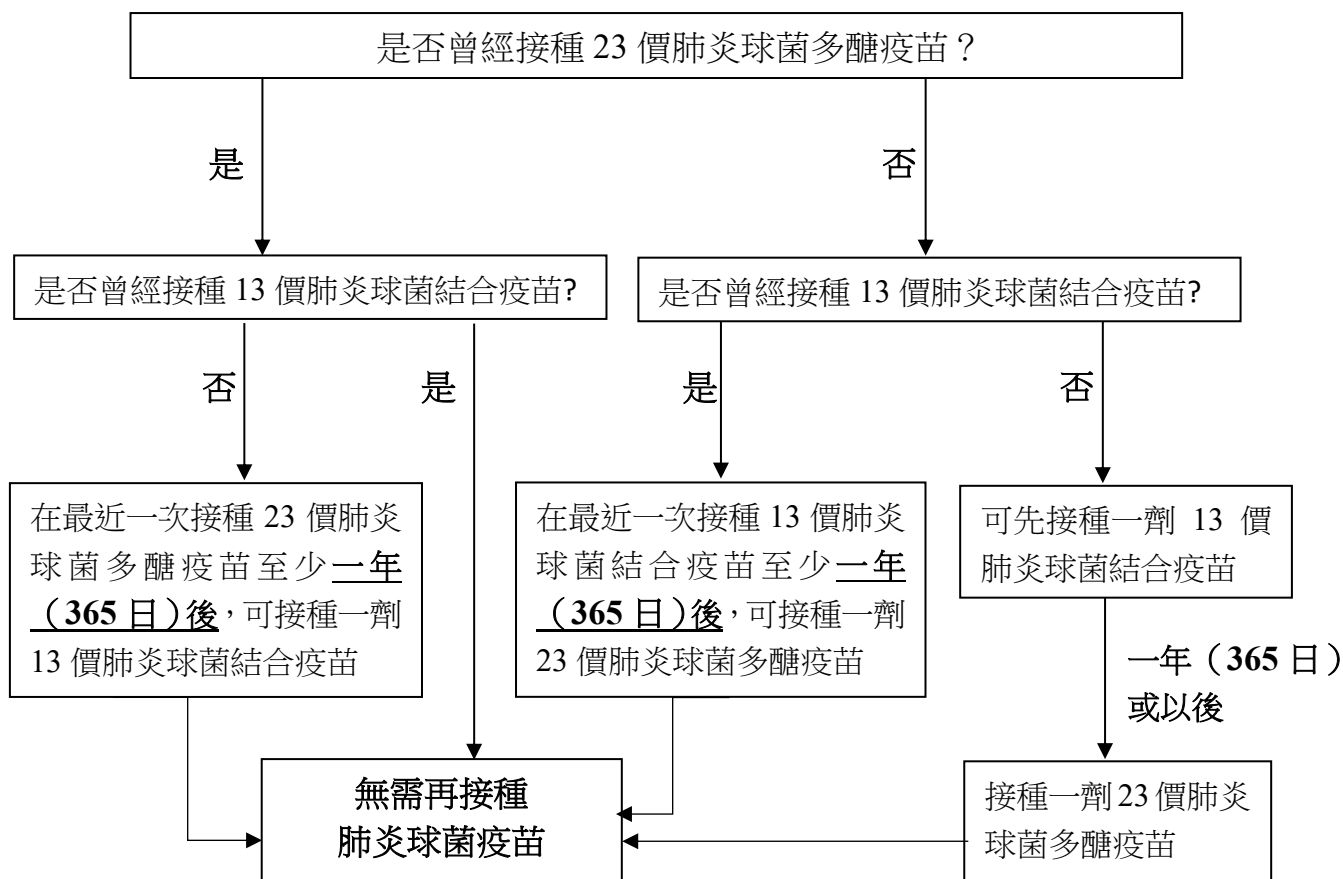 是否曾經接種 23 價肺炎球菌多醣疫苗？
是
否
是否曾經接種 13 價肺炎球菌結合疫苗?
是否曾經接種 13 價肺炎球菌結合疫苗?
否
是
是
否
在最近一次接種 23 價肺炎
球菌多醣疫苗至少一年
（365 日）後，可接種一劑
13 價肺炎球菌結合疫苗
在最近一次接種 13 價肺炎
球菌結合疫苗至少一年
（365 日）後，可接種一劑
23 價肺炎球菌多醣疫苗
可先接種一劑 13 價
肺炎球菌結合疫苗
一年（365 日）
或以後
無需再接種
肺炎球菌疫苗
接種一劑 23 價肺炎
球菌多醣疫苗